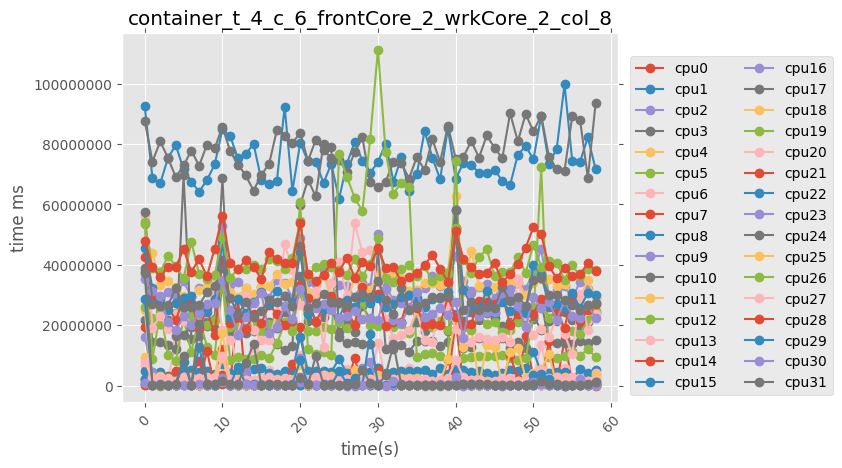 container_t_4_c_6_frontCore_2_wrkCore_2_col_8
time ms
100000000
80000000
60000000
40000000
20000000
0
0
10
20
30
40
50
60
time(s)
cpu0
cpu1
cpu2
cpu3
cpu4
cpu5
cpu6
cpu7
cpu8
cpu9
cpu10
cpu11
cpu12
cpu13
cpu14
cpu15
cpu16
cpu17
cpu18
cpu19
cpu20
cpu21
cpu22
cpu23
cpu24
cpu25
cpu26
cpu27
cpu28
cpu29
cpu30
cpu31